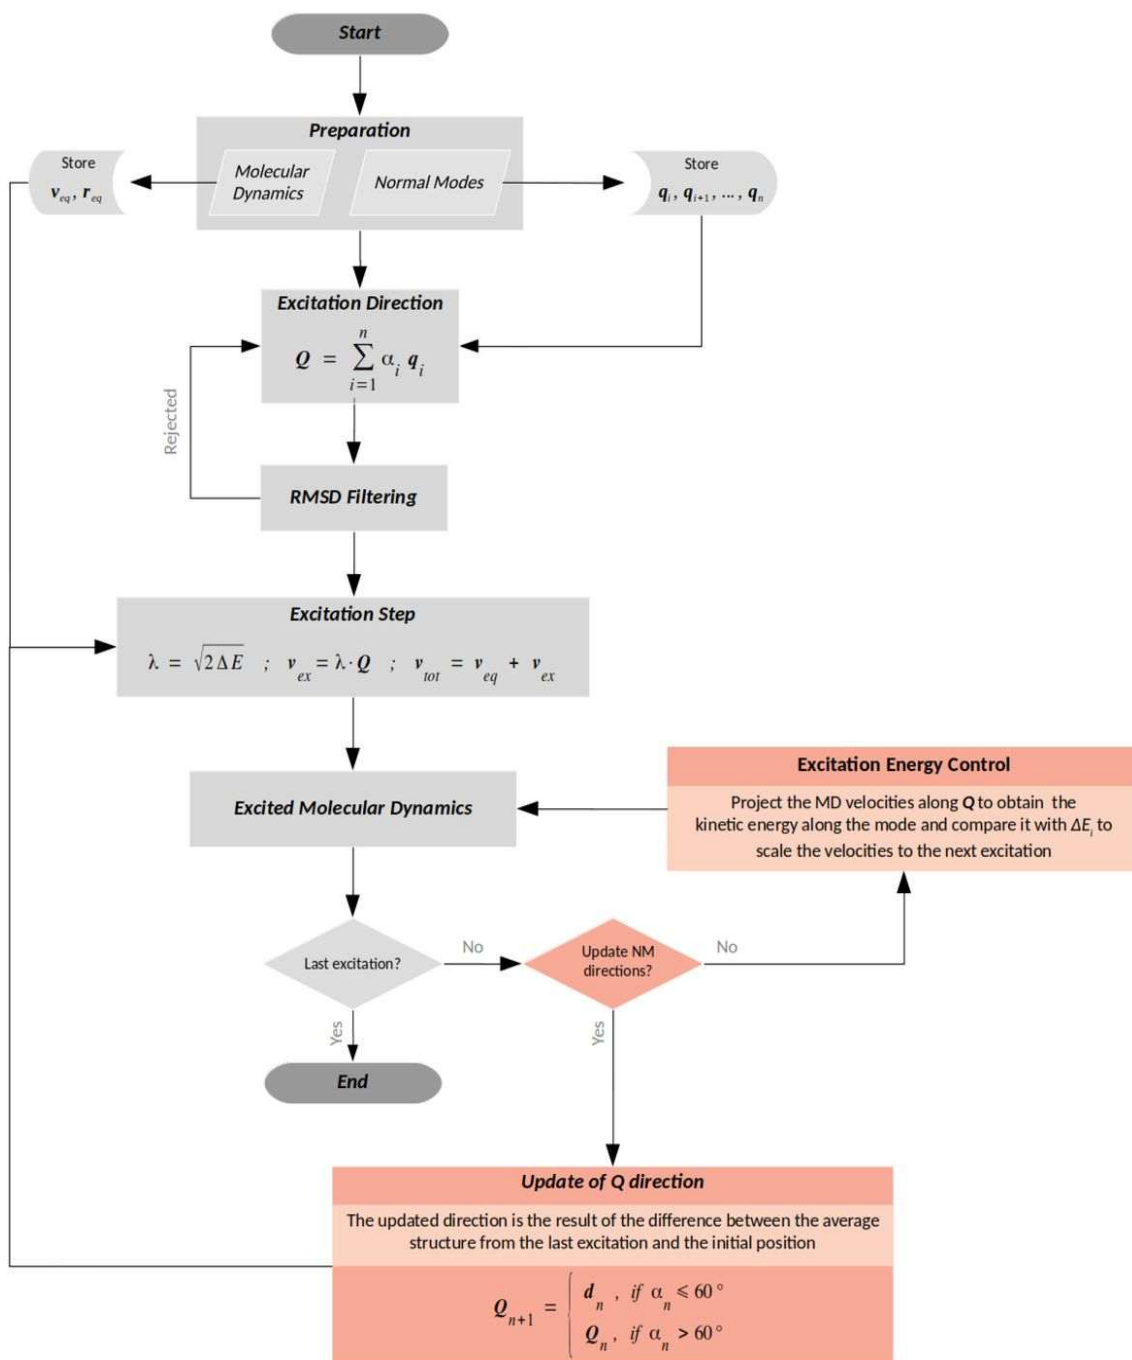 Start
Preparation
Store
v_eq, r_eq
Molecular
Dynamics
Normal Modes
Store
q_i, q_{i+1}, ..., q_n
Excitation Direction
Q = ∑_{i=1}^{n} α_i q_i
Rejected
RMSD Filtering
Excitation Step
λ = √(2 Δ E) ; v_ex = λ · Q ; v_tot = v_eq + v_ex
Excited Molecular Dynamics
Excitation Energy Control
Project the MD velocities along Q to obtain the
kinetic energy along the mode and compare it with ΔE_i to
scale the velocities to the next excitation
Last excitation?
No
Update NM
directions?
No
Yes
Yes
End
Update of Q direction
The updated direction is the result of the difference between the average
structure from the last excitation and the initial position
Q_{n+1} = { d_n , if α_n ⩽ 60°
Q_n , if α_n > 60°